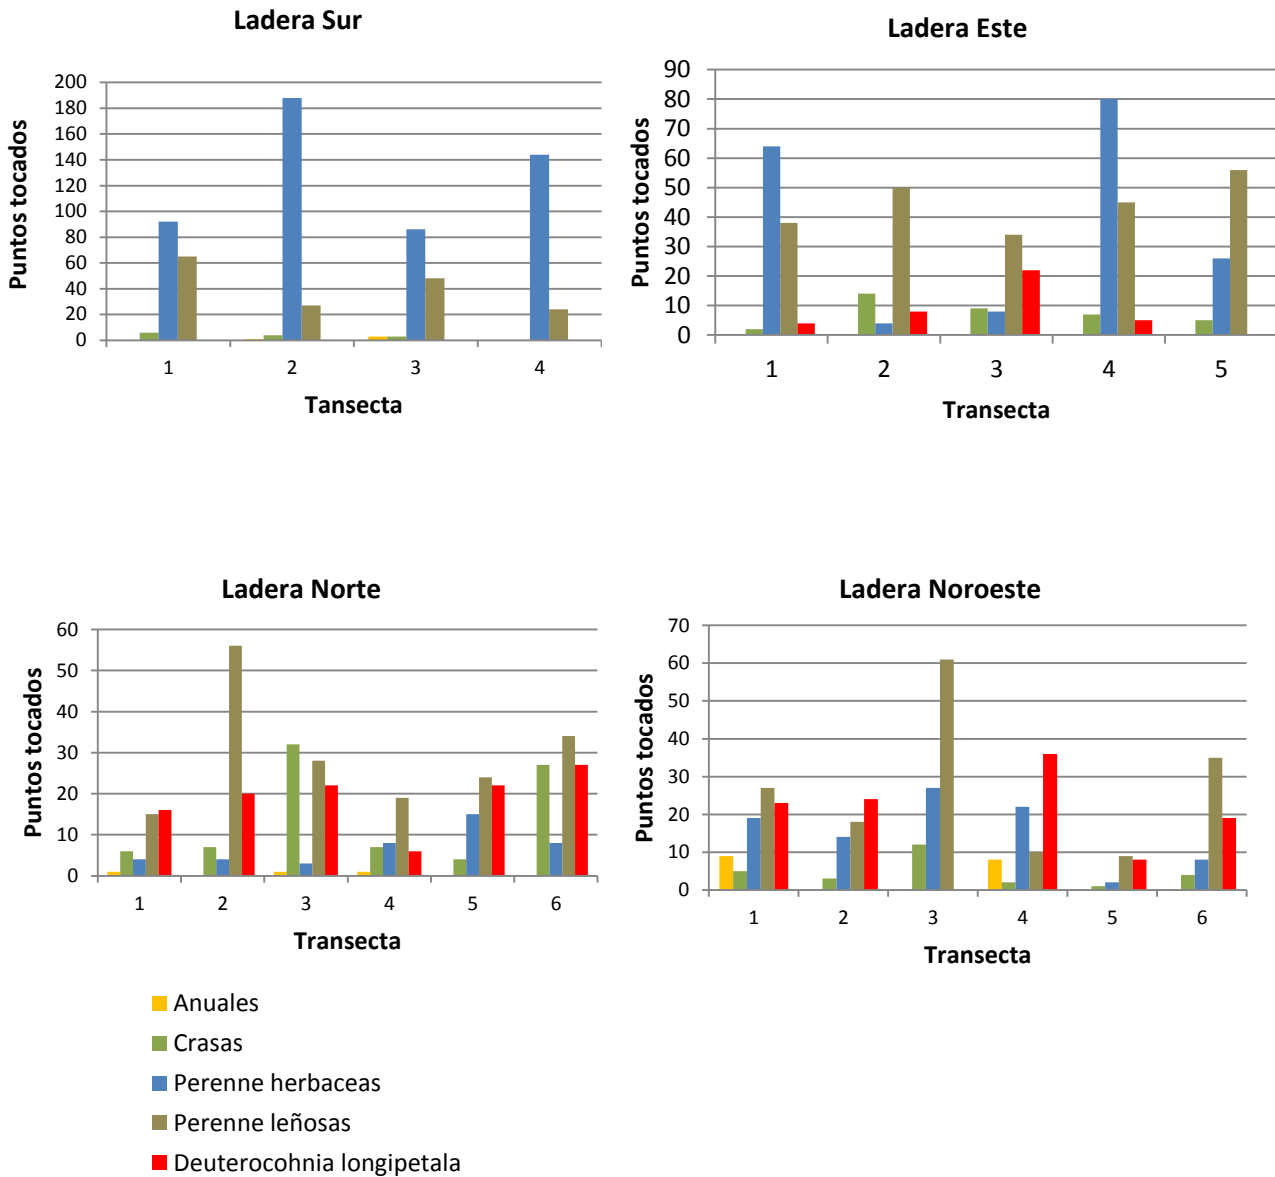 Ladera Sur
Puntos tocados
200
180
160
140
120
100
80
60
40
20
0
1 2 3 4
Tansecta
Ladera Este
Puntos tocados
90
80
70
60
50
40
30
20
10
0
1 2 3 4 5
Transecta
Ladera Norte
Puntos tocados
60
50
40
30
20
10
0
1 2 3 4 5 6
Transecta
Ladera Noroeste
Puntos tocados
70
60
50
40
30
20
10
0
1 2 3 4 5 6
Transecta
Anuales
Crasas
Perenne herbaceas
Perenne leñosas
Deuterocohnia longipetala